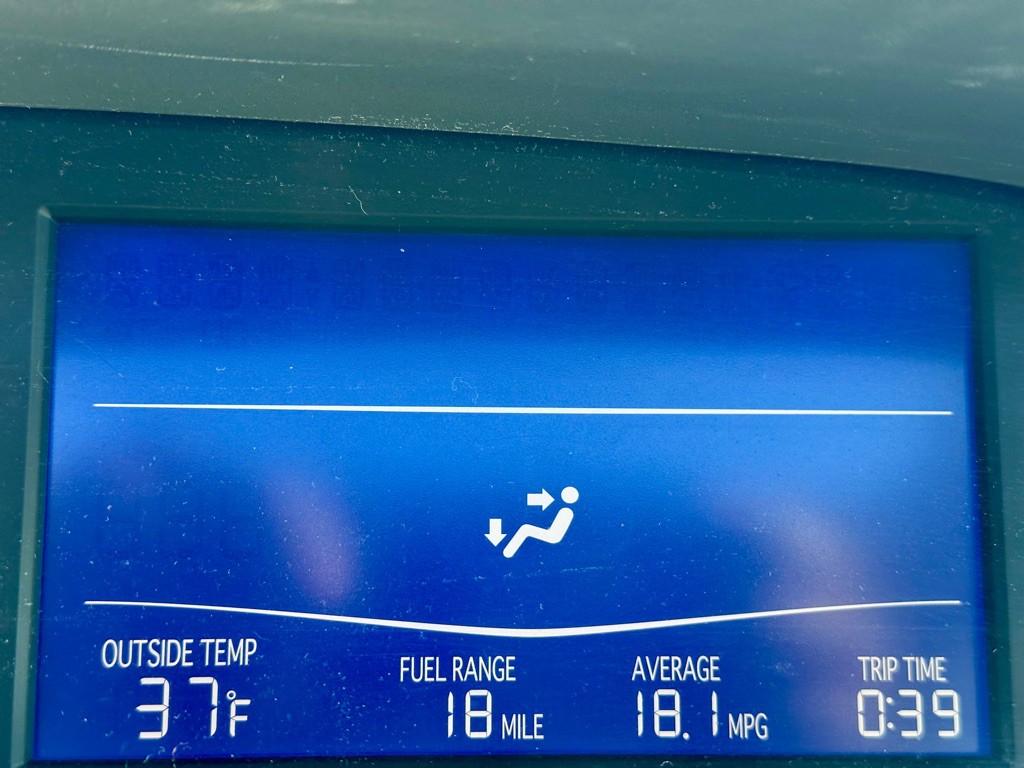 OUTSIDE TEMP
37°F
FUEL RANGE
18 MILE
AVERAGE
18.1 MPG
TRIP TIME
0:39